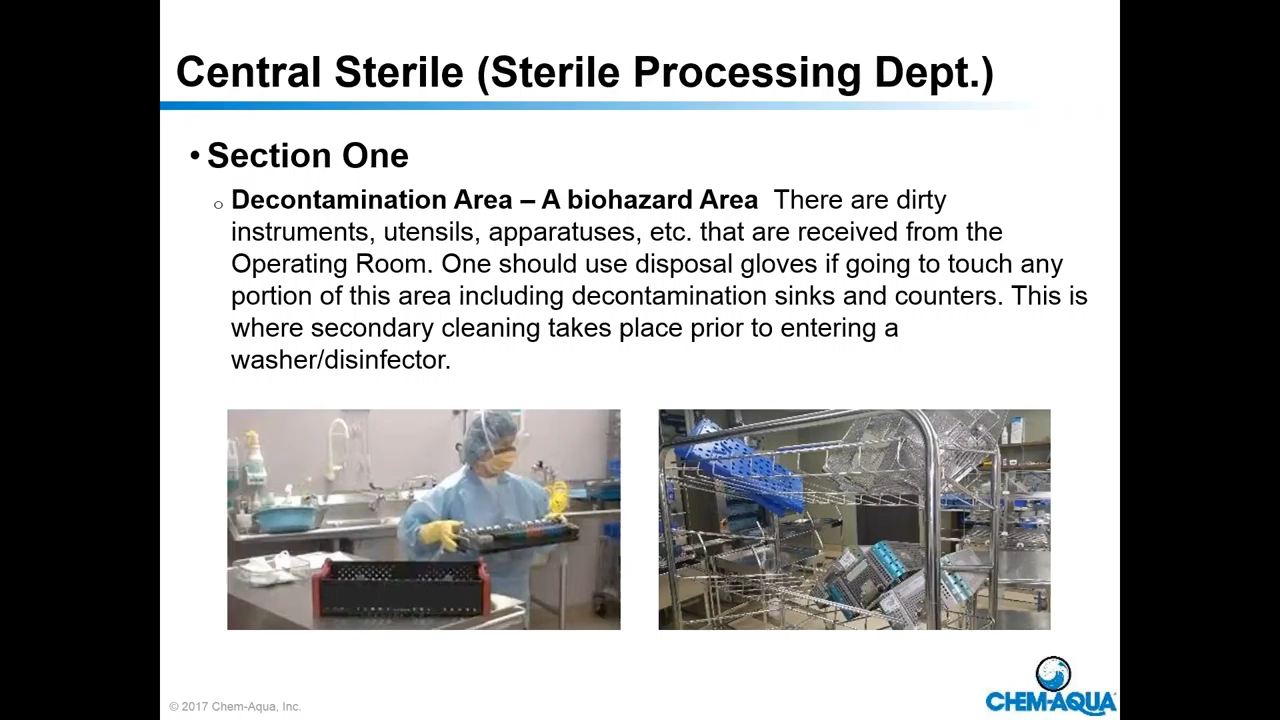 Central Sterile (Sterile Processing Dept.)
• Section One
o Decontamination Area – A biohazard Area  There are dirty
instruments, utensils, apparatuses, etc. that are received from the
Operating Room. One should use disposal gloves if going to touch any
portion of this area including decontamination sinks and counters. This is
where secondary cleaning takes place prior to entering a
washer/disinfector.
© 2017 Chem-Aqua, Inc.
CHEM-AQUA